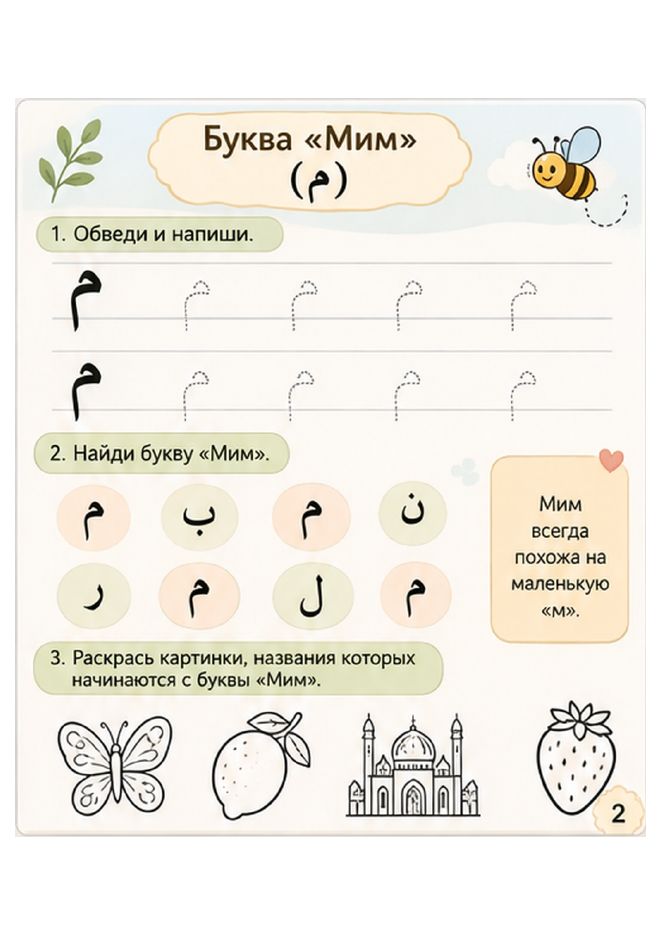 Буква «Мим»
(م)
1. Обведи и напиши.
م م م م م
م م م م م
2. Найди букву «Мим».
م ب م ن
ر م ل م
Мим
всегда
похожа на
маленькую
«м».
3. Раскрась картинки, названия которых
начинаются с буквы «Мим».
2